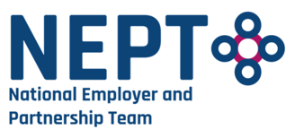 NEPT
National Employer and
Partnership Team